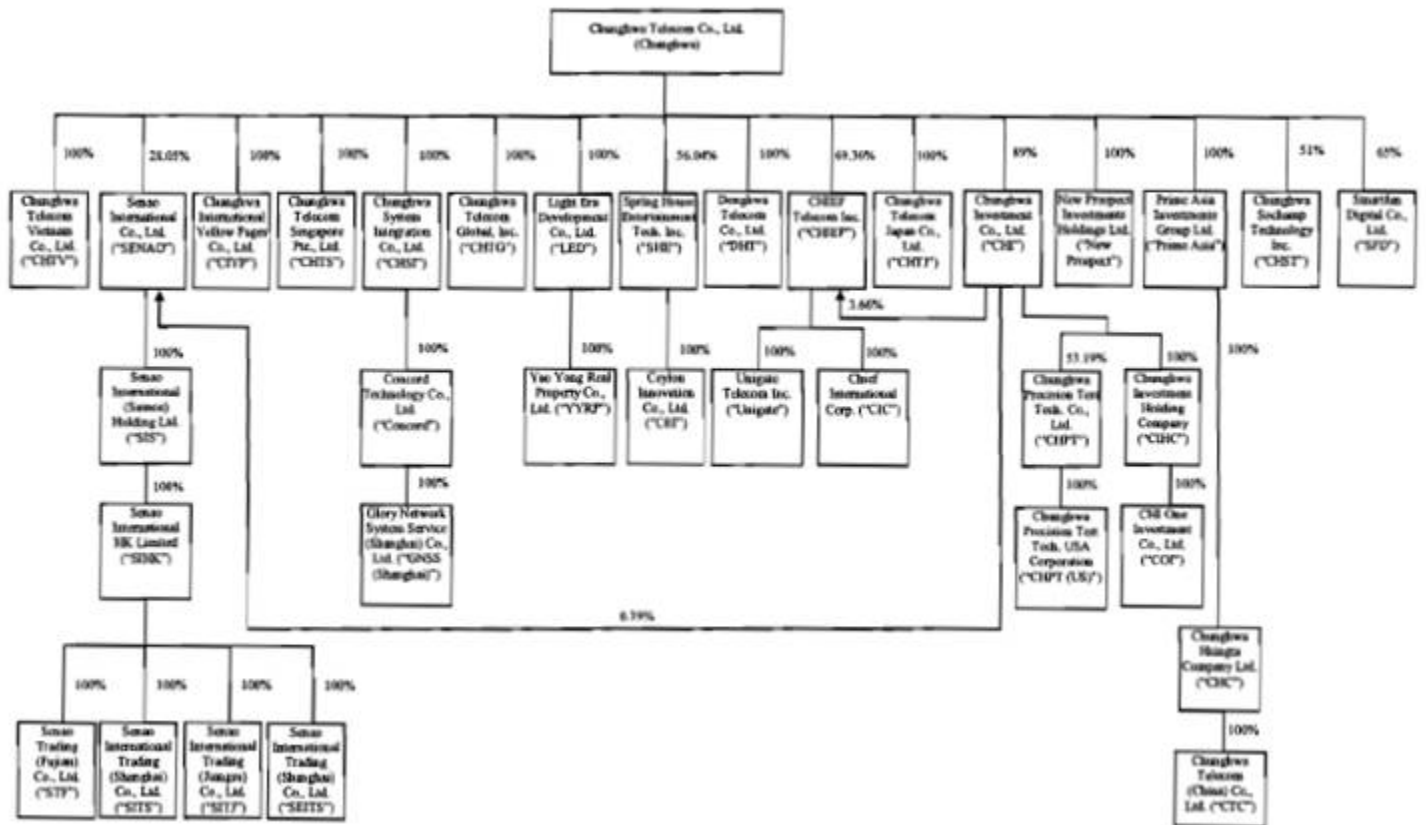 Chunghwa Telecom Co., Ltd.
(Chunghwa)
100%
28.05%
100%
100%
100%
100%
100%
56.04%
100%
69.36%
100%
89%
100%
100%
51%
65%
Chunghwa
Telecom
Vietnam
Co., Ltd.
("CHTV")
Senao
International
Co., Ltd.
("SENAO")
Chunghwa
International
Yellow Pages
Co., Ltd.
("CIYP")
Chunghwa
Telecom
Singapore
Pte., Ltd.
("CHTS")
Chunghwa
System
Integration
Co., Ltd.
("CHSI")
Chunghwa
Telecom
Global, Inc.
("CHTG")
Light Era
Development
Co., Ltd.
("LED")
Spring House
Entertainment
Tech. Inc.
("SHE")
Donghwa
Telecom
Co., Ltd.
("DHT")
CHIEF
Telecom Inc.
("CHIEF")
Chunghwa
Telecom
Japan Co.,
Ltd.
("CHTJ")
Chunghwa
Investment
Co., Ltd.
("CHI")
New Prospect
Investments
Holdings Ltd.
("New
Prospect")
Prime Asia
Investments
Group Ltd.
("Prime Asia")
Chunghwa
Sochamp
Technology
Inc.
("CHST")
Smartfun
Digital Co.,
Ltd.
("SFD")
3.66%
100%
100%
100%
100%
100%
100%
53.19%
100%
100%
Senao
International
(Samoa)
Holding Ltd.
("SIS")
Concord
Technology Co.,
Ltd.
("Concord")
Yao Yong Real
Property Co.,
Ltd. ("YYRP")
Ceylon
Innovation
Co., Ltd.
Unigate
Telecom Inc.
("Unigate")
Chief
International
Corp. ("CIC")
Chunghwa
Precision Test
Tech. Co.,
Ltd.
("CHPT")
Chunghwa
Investment
Holding
Company
("CIHC")
100%
100%
100%
100%
Senao
International
HK Limited
("SIHK")
Glory Network
System Service
(Shanghai) Co.,
Ltd. ("GNSS
(Shanghai)")
Chunghwa
Precision Test
Tech. USA
Corporation
("CHPT (US)")
CHI One
Investment
Co., Ltd.
("COI")
6.39%
Chunghwa
Hsingta
Company Ltd.
("CHC")
100%
100%
100%
100%
100%
Senao
Trading
(Fujian)
Co., Ltd.
("STF")
Senao
International
Trading
(Shanghai)
Co., Ltd.
("SITS")
Senao
International
Trading
(Jiangsu)
Co., Ltd.
("SITJ")
Senao
International
Trading
(Shanghai)
Co., Ltd.
("SEITS")
Chunghwa
Telecom
(China) Co.,
Ltd. ("CTC")